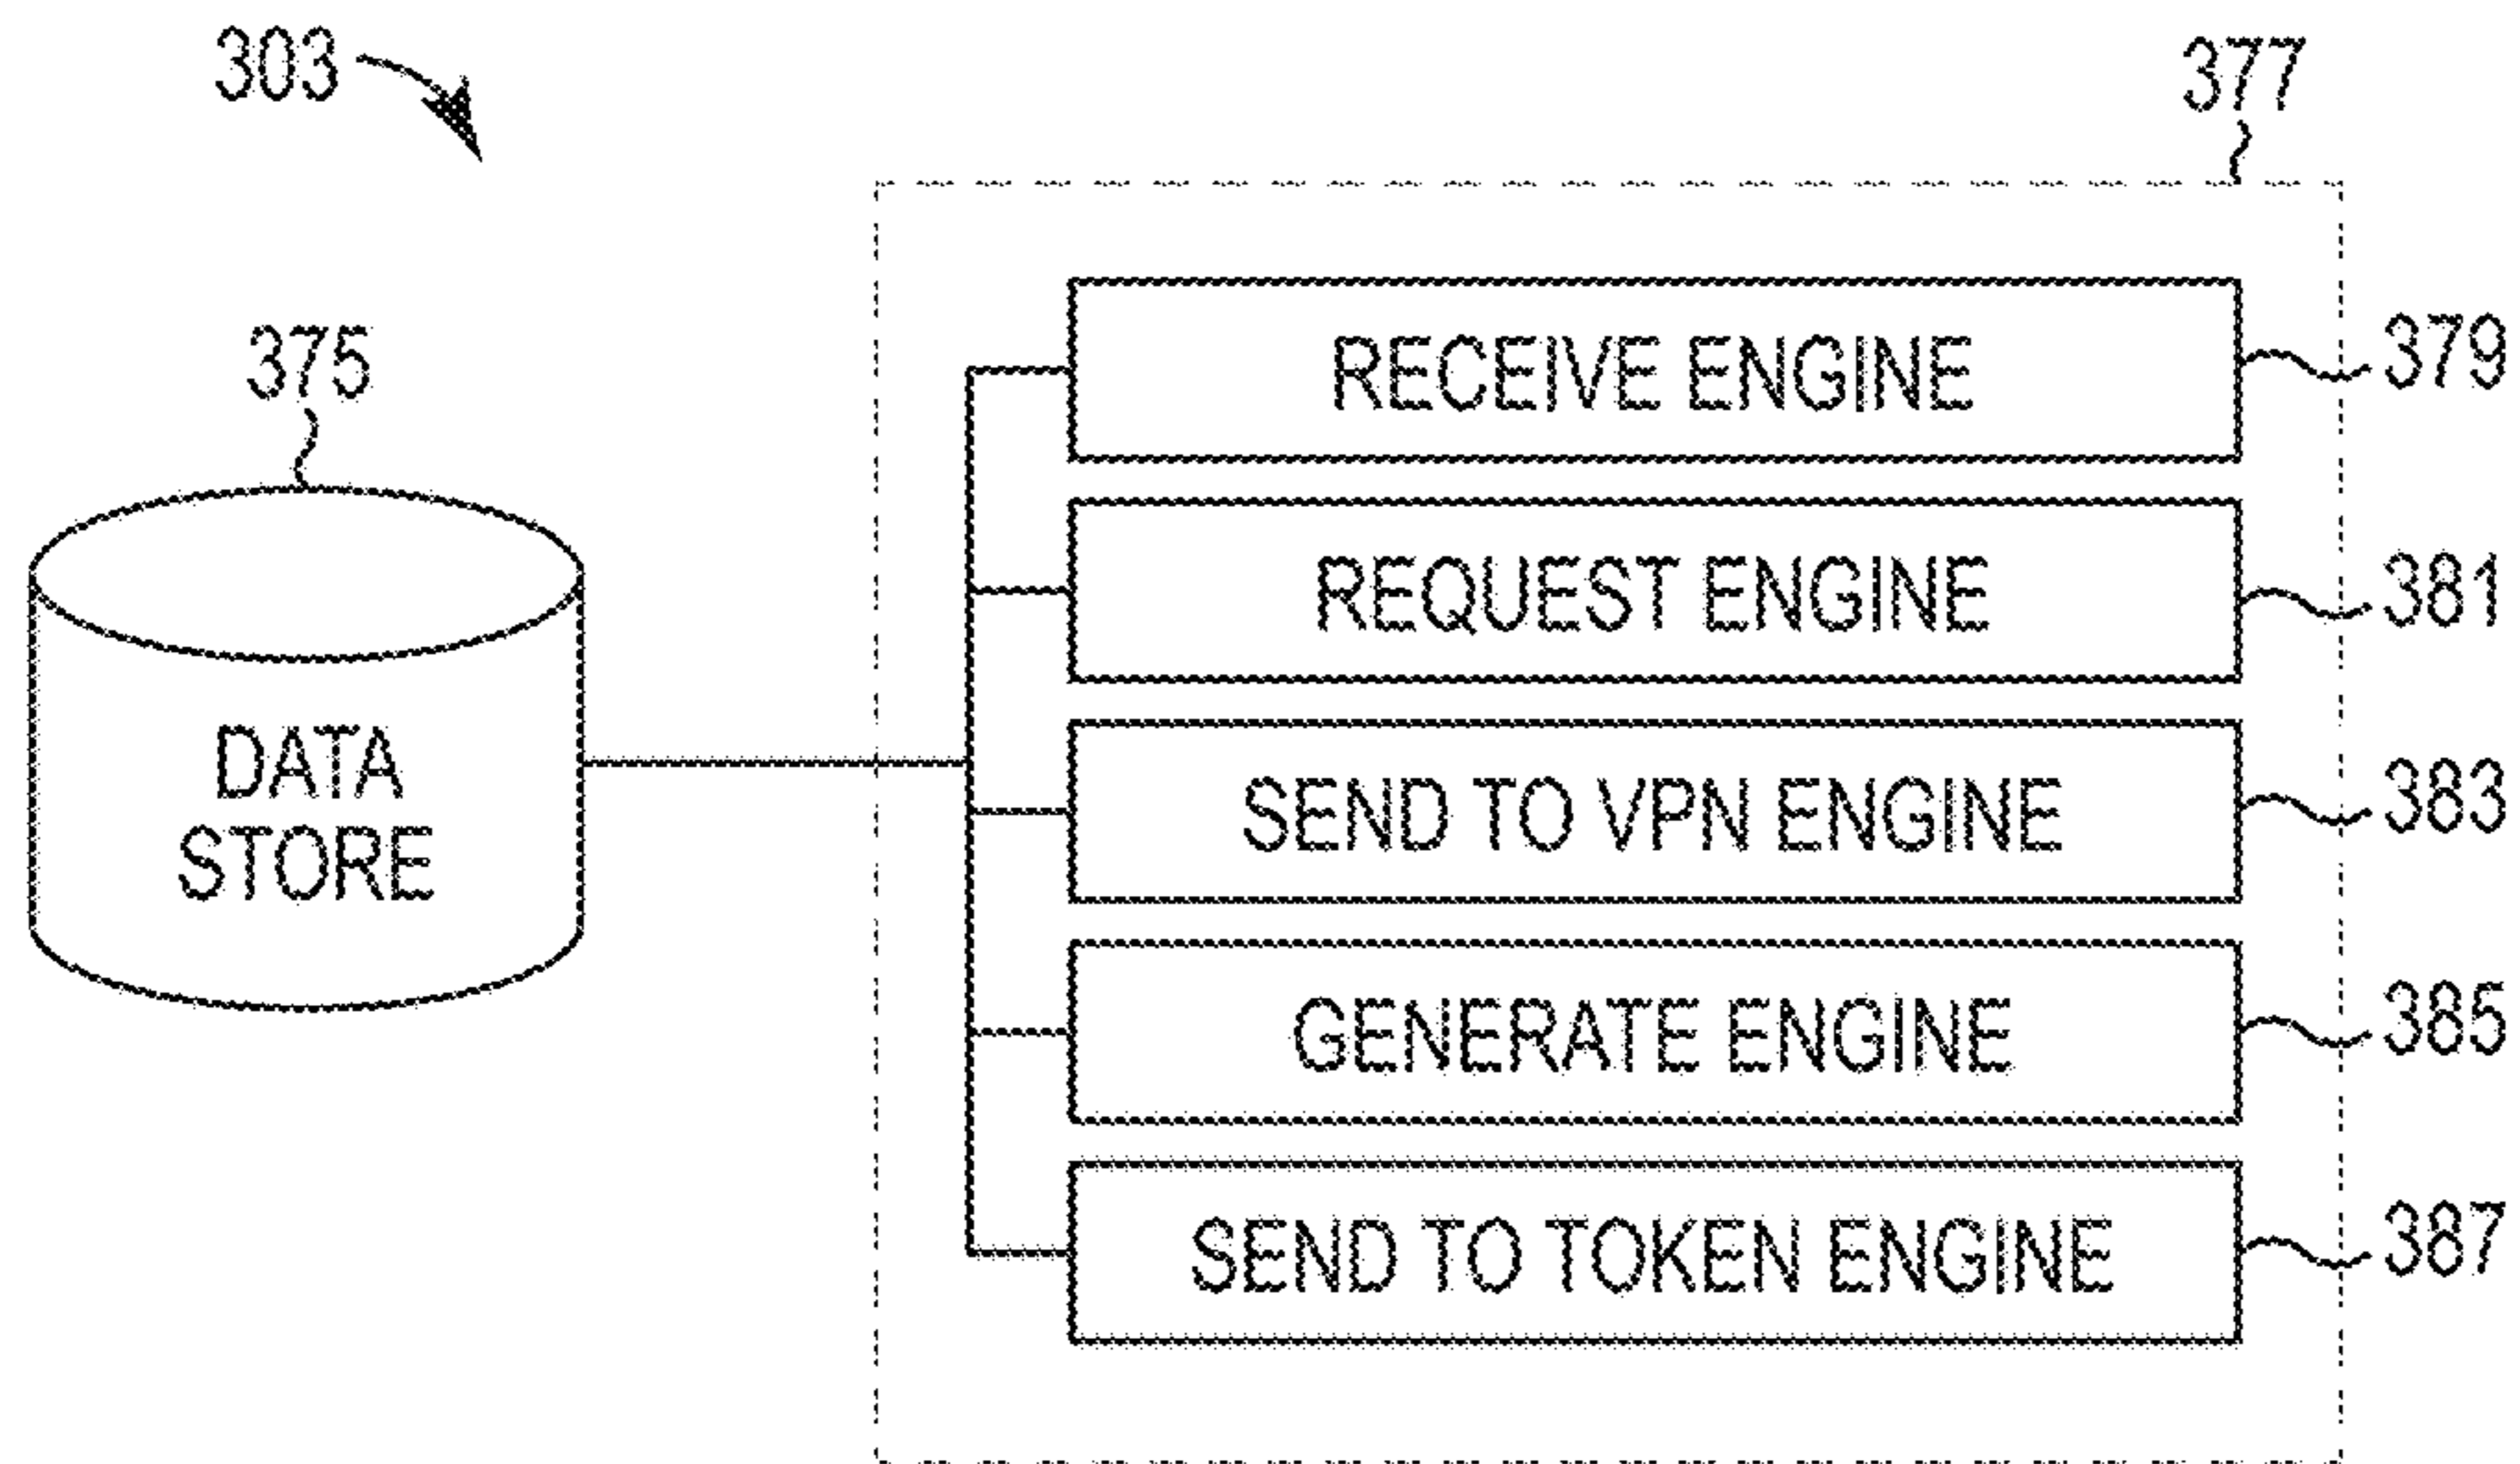 303
377
375
DATA
STORE
RECEIVE ENGINE
379
REQUEST ENGINE
381
SEND TO VPN ENGINE
383
GENERATE ENGINE
385
SEND TO TOKEN ENGINE
387